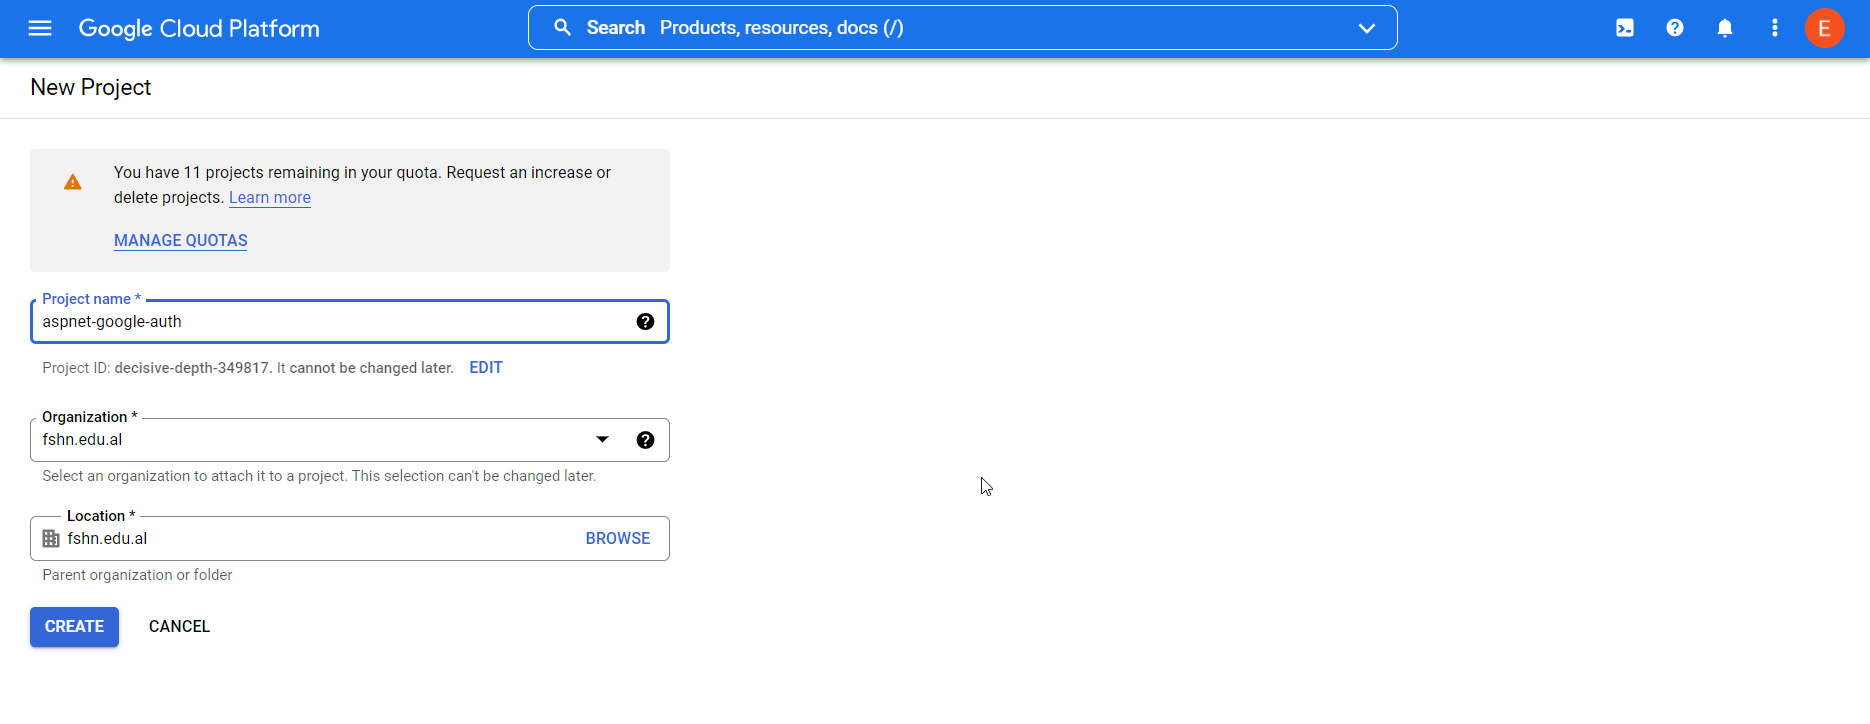 Google Cloud Platform
Search Products, resources, docs (/)
E
New Project
You have 11 projects remaining in your quota. Request an increase or
delete projects. Learn more
MANAGE QUOTAS
Project name *
aspnet-google-auth
Project ID: decisive-depth-349817. It cannot be changed later. EDIT
Organization *
fshn.edu.al
Select an organization to attach it to a project. This selection can't be changed later.
Location *
fshn.edu.al BROWSE
Parent organization or folder
CREATE CANCEL